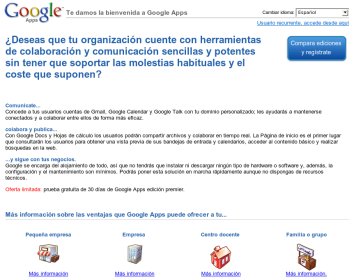 Google Apps Te damos la bienvenida a Google Apps
Cambiar idioma: Español
Usuario recurrente, accede desde aquí
¿Deseas que tu organización cuente con herramientas
de colaboración y comunicación sencillas y potentes
sin tener que soportar las molestias habituales y el
coste que suponen?
Compara ediciones
y regístrate
Comunícate...
Concede a tus usuarios cuentas de Gmail, Google Calendar y Google Talk con tu dominio personalizado; les ayudarás a mantenerse
conectados y a colaborar entre ellos de forma más eficaz.
colabora y publica...
Con Google Docs y Hojas de cálculo los usuarios podrán compartir archivos y colaborar en tiempo real. La Página de inicio es el primer lugar
que consultarán los usuarios para obtener una vista previa de sus bandejas de entrada y calendarios, acceder al contenido básico y realizar
búsquedas en la web.
...y sigue con tus negocios.
Google se encarga del alojamiento de todo, así que no tendrás que instalar ni descargar ningún tipo de hardware o software y, además, la
configuración y el mantenimiento son mínimos. Podrás poner esta solución en marcha rápidamente aunque no dispongas de recursos
técnicos.
Oferta limitada: prueba gratuita de 30 días de Google Apps edición premier.
Más información sobre las ventajas que Google Apps puede ofrecer a tu...
Pequeña empresa Empresa Centro docente Familia o grupo
Más información Más información Más información Más información